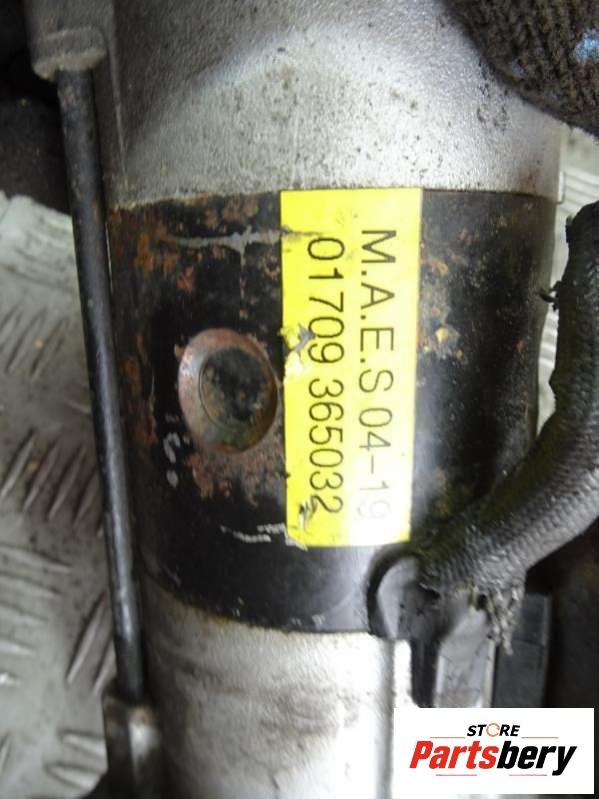 M.A.E.S 04-19
01709 365032
STORE
Partsbery